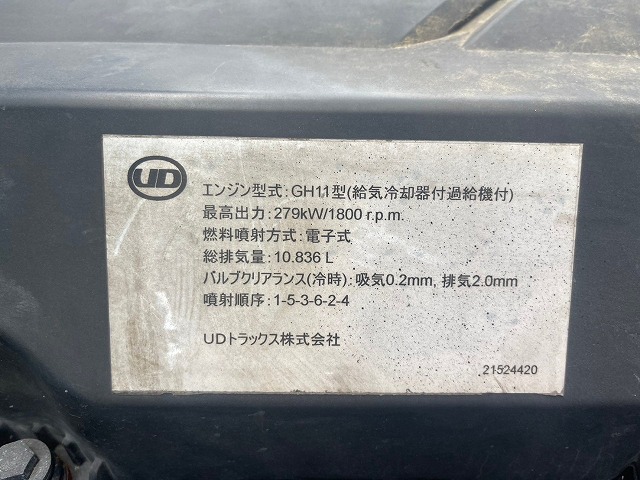 UD
エンジン型式:GH11型(給気冷却器付過給機付)
最高出力:279kW/1800 r.p.m.
燃料噴射方式:電子式
総排気量:10.836 L
バルブクリアランス(冷時):吸気0.2mm, 排気2.0mm
噴射順序:1-5-3-6-2-4
UDトラックス株式会社
21524420